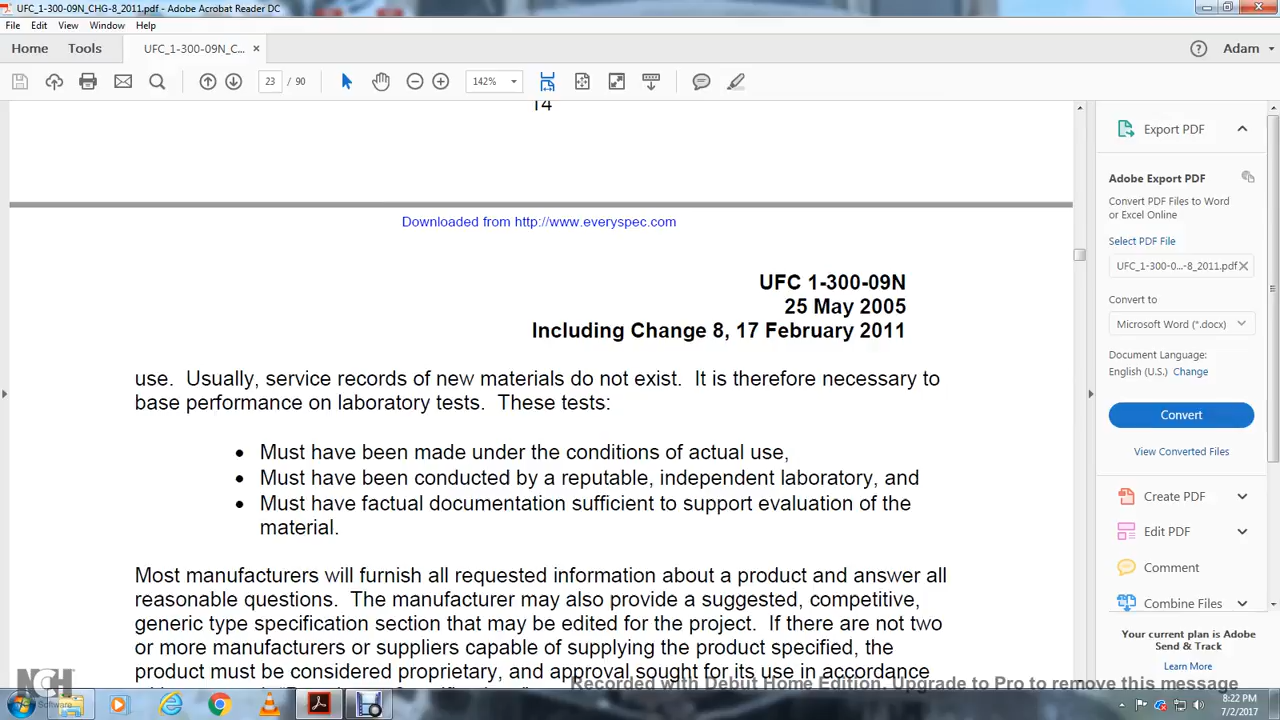 UFC_1-300-09N_CHG-8_2011.pdf - Adobe Acrobat Reader DC
File Edit View Window Help
Home Tools UFC_1-300-09N_C... × Adam
23 / 90 142%
14
Downloaded from http://www.everyspec.com
UFC 1-300-09N
25 May 2005
Including Change 8, 17 February 2011
use. Usually, service records of new materials do not exist. It is therefore necessary to
base performance on laboratory tests. These tests:
• Must have been made under the conditions of actual use,
• Must have been conducted by a reputable, independent laboratory, and
• Must have factual documentation sufficient to support evaluation of the
material.
Most manufacturers will furnish all requested information about a product and answer all
reasonable questions. The manufacturer may also provide a suggested, competitive,
generic type specification section that may be edited for the project. If there are not two
or more manufacturers or suppliers capable of supplying the product specified, the
product must be considered proprietary, and approval sought for its use in accordance
Export PDF
Adobe Export PDF
Convert PDF Files to Word
or Excel Online
Select PDF File
UFC_1-300-0...-8_2011.pdf ×
Convert to
Microsoft Word (*.docx)
Document Language:
English (U.S.) Change
Convert
View Converted Files
Create PDF
Edit PDF
Comment
Combine Files
Your current plan is Adobe
Send & Track
Learn More
Recorded with Debut Home Edition. Upgrade to Pro to remove this message
NCH
Software
8:22 PM
7/2/2017